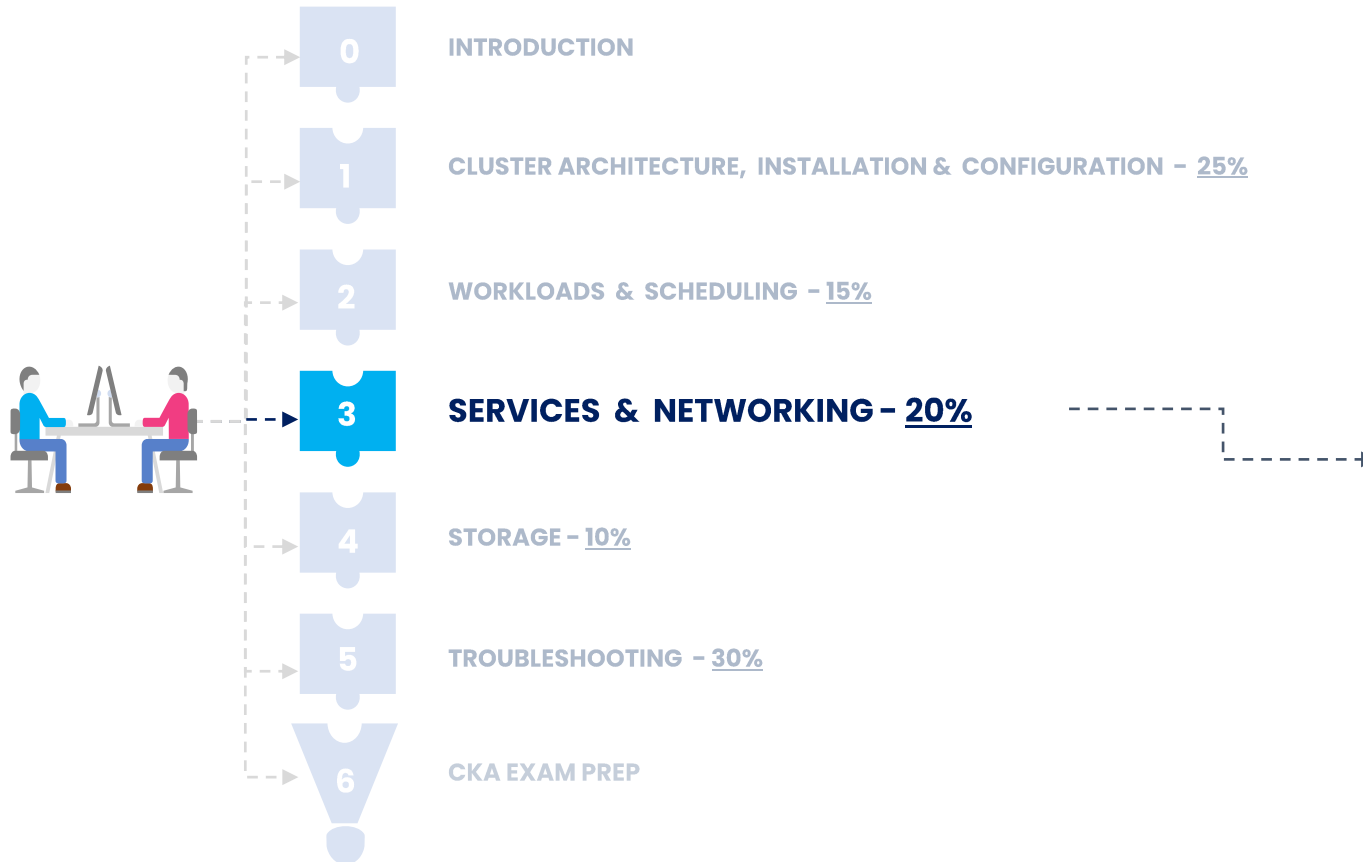 0 INTRODUCTION
1 CLUSTER ARCHITECTURE, INSTALLATION & CONFIGURATION - 25%
2 WORKLOADS & SCHEDULING - 15%
3 SERVICES & NETWORKING - 20%
4 STORAGE - 10%
5 TROUBLESHOOTING - 30%
6 CKA EXAM PREP